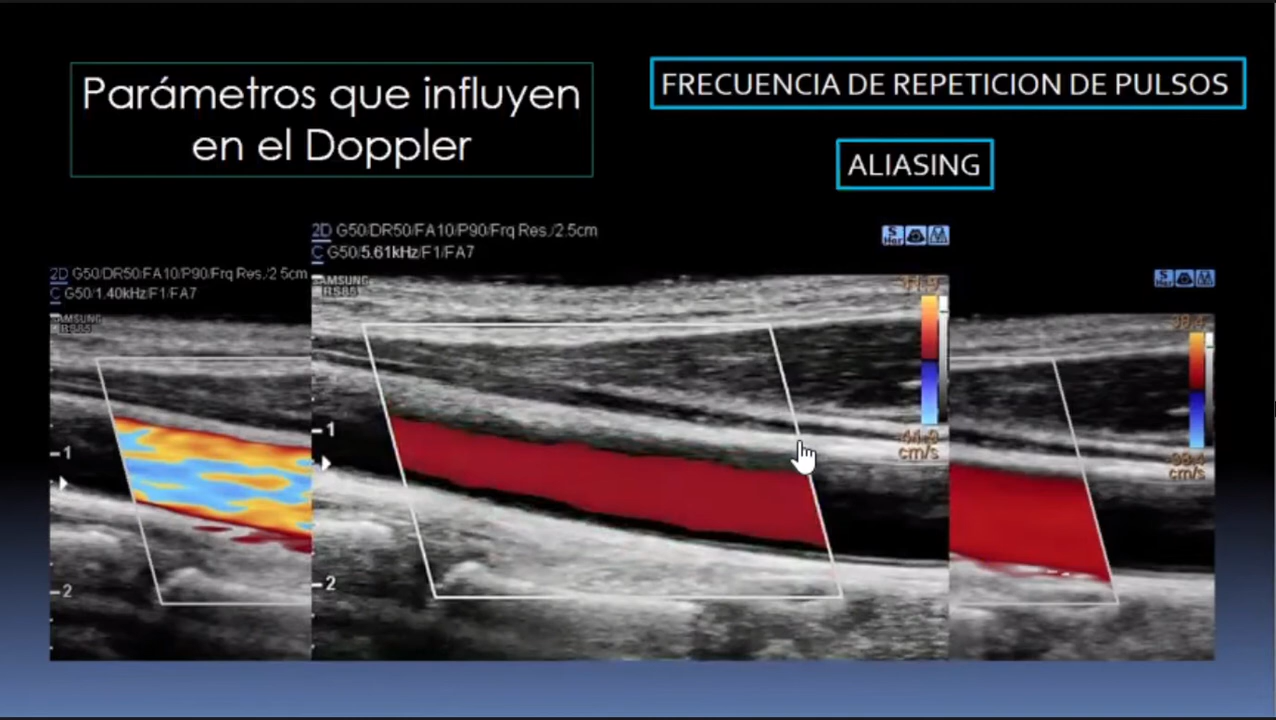 Parámetros que influyen
en el Doppler
FRECUENCIA DE REPETICION DE PULSOS
ALIASING
2D G50/DR50/FA10/P90/Frq Res./2.5cm
C G50/1.40kHz/F1/FA7
SAMSUNG
RS85
1
2
2D G50/DR50/FA10/P90/Frq Res./2.5cm
C G50/5.61kHz/F1/FA7
SAMSUNG
RS85
S
Har
1
2
cm/s
S
Har
cm/s